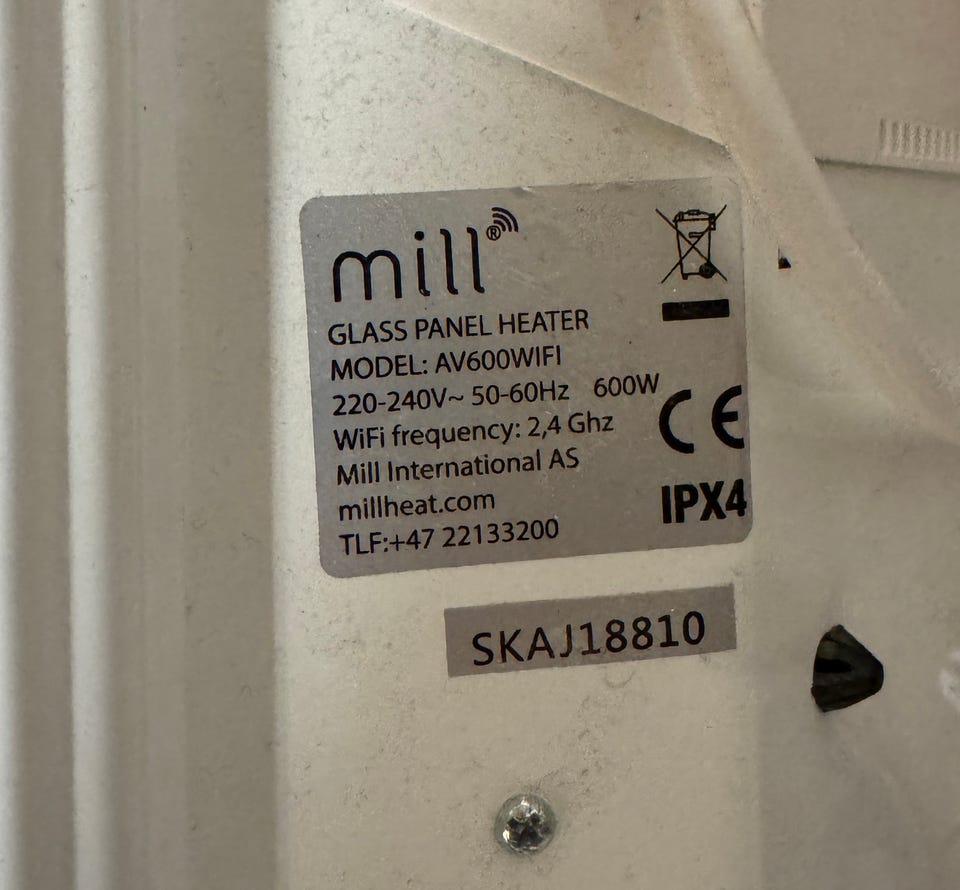 mill®
GLASS PANEL HEATER
MODEL: AV600WIFI
220-240V~ 50-60Hz 600W
WiFi frequency: 2,4 Ghz
Mill International AS
millheat.com
TLF:+47 22133200
CE
IPX4
SKAJ18810